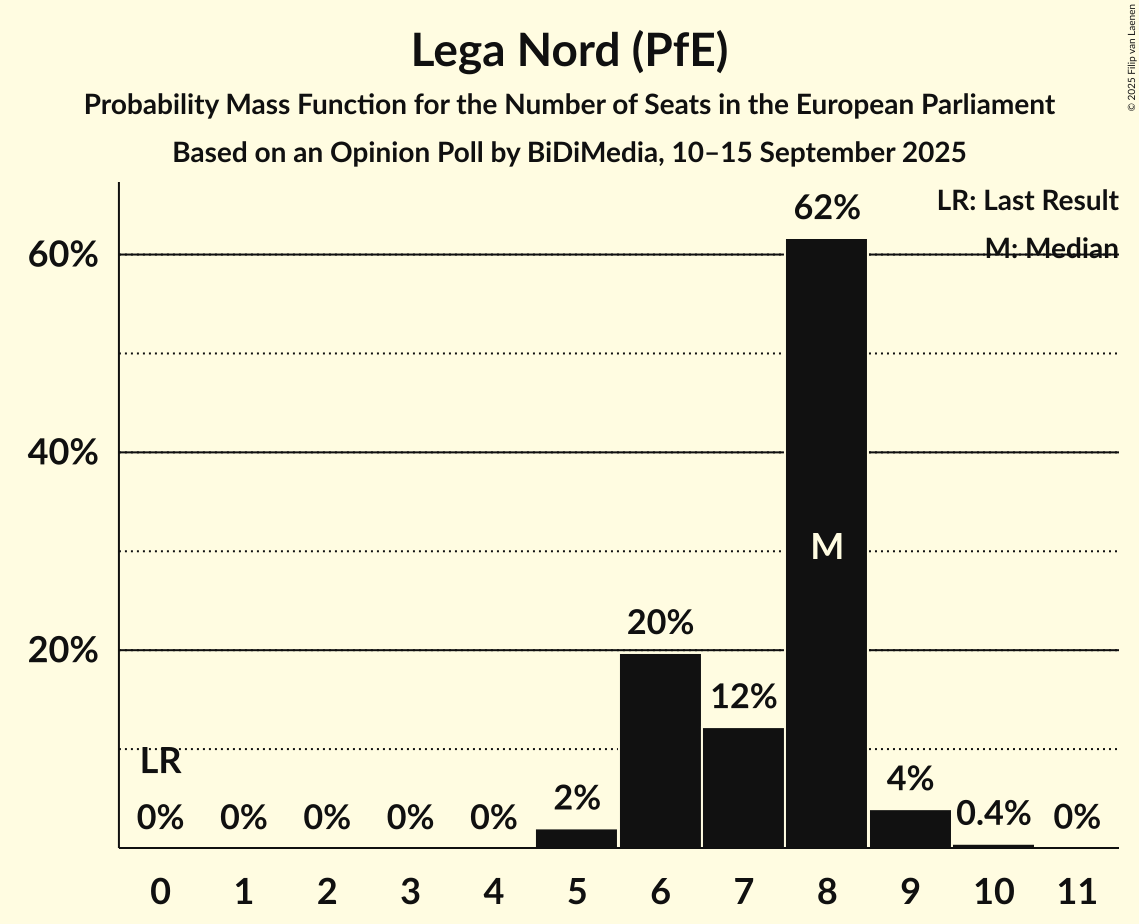 Lega Nord (PfE)
Probability Mass Function for the Number of Seats in the European Parliament
Based on an Opinion Poll by BiDiMedia, 10–15 September 2025
© 2025 Filip van Laenen
LR: Last Result
M: Median
60%
40%
20%
62%
M
20%
12%
LR
0%
0%
0%
0%
0%
2%
4%
0.4%
0%
0 1 2 3 4 5 6 7 8 9 10 11